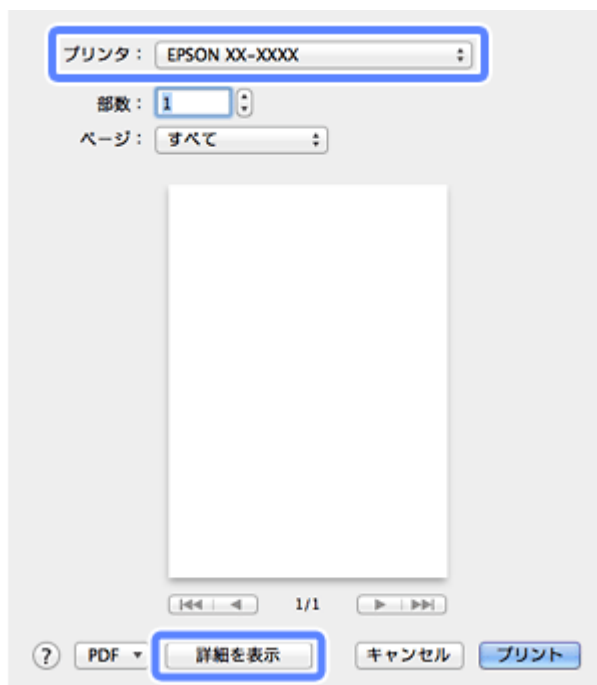 プリンタ： EPSON XX-XXXX
部数： 1
ページ： すべて
1/1
? PDF 詳細を表示 キャンセル プリント